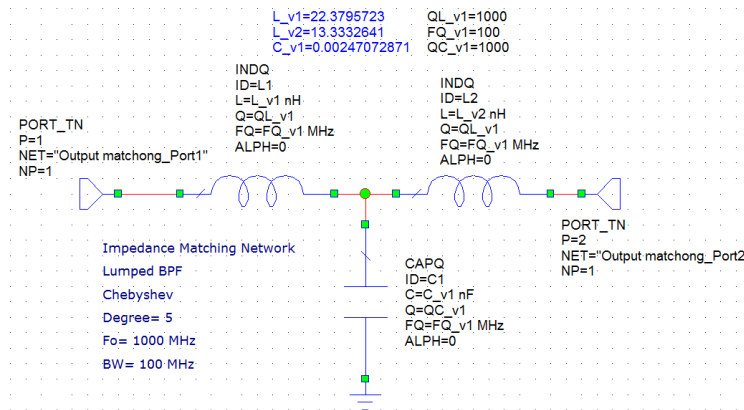 L_v1=22.3795723
L_v2=13.3332641
C_v1=0.00247072871
QL_v1=1000
FQ_v1=100
QC_v1=1000
INDQ
ID=L1
L=L_v1 nH
Q=QL_v1
FQ=FQ_v1 MHz
ALPH=0
INDQ
ID=L2
L=L_v2 nH
Q=QL_v1
FQ=FQ_v1 MHz
ALPH=0
PORT_TN
P=1
NET="Output matchong_Port1"
NP=1
PORT_TN
P=2
NET="Output matchong_Port2
NP=1
Impedance Matching Network
Lumped BPF
Chebyshev
Degree= 5
Fo= 1000 MHz
BW= 100 MHz
CAPQ
ID=C1
C=C_v1 nF
Q=QC_v1
FQ=FQ_v1 MHz
ALPH=0